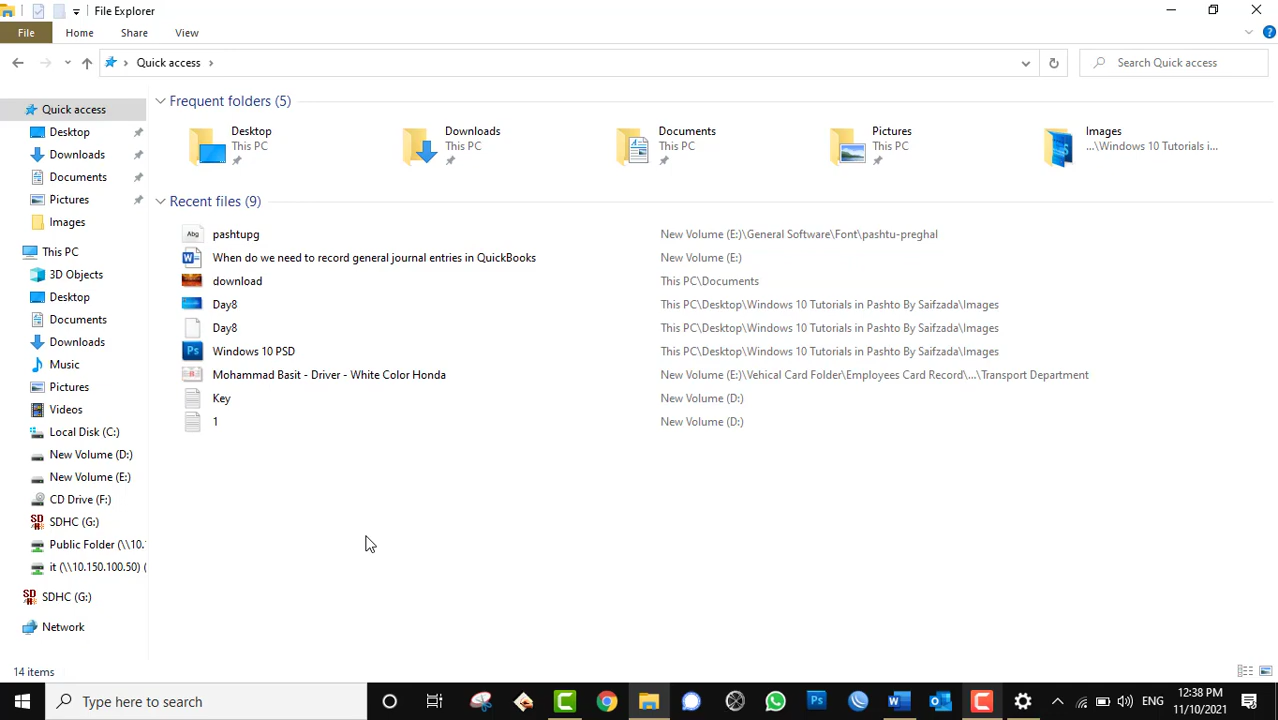 File Explorer
File Home Share View
Quick access
Search Quick access
Quick access
Desktop
Downloads
Documents
Pictures
Images
This PC
3D Objects
Desktop
Documents
Downloads
Music
Pictures
Videos
Local Disk (C:)
New Volume (D:)
New Volume (E:)
CD Drive (F:)
SDHC (G:)
Public Folder (\\10.1
it (\\10.150.100.50) (
SDHC (G:)
Network
Frequent folders (5)
Desktop
This PC
Downloads
This PC
Documents
This PC
Pictures
This PC
Images
...\Windows 10 Tutorials i...
Recent files (9)
Abg pashtupg New Volume (E:)\General Software\Font\pashtu-preghal
When do we need to record general journal entries in QuickBooks New Volume (E:)
download This PC\Documents
Day8 This PC\Desktop\Windows 10 Tutorials in Pashto By Saifzada\Images
Day8 This PC\Desktop\Windows 10 Tutorials in Pashto By Saifzada\Images
Ps Windows 10 PSD This PC\Desktop\Windows 10 Tutorials in Pashto By Saifzada\Images
Mohammad Basit - Driver - White Color Honda New Volume (E:)\Vehical Card Folder\Employess Card Record\...\Transport Department
Key New Volume (D:)
1 New Volume (D:)
14 items
Type here to search
ENG
12:38 PM
11/10/2021